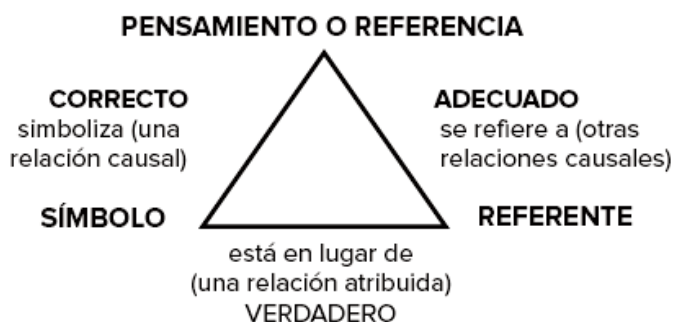 PENSAMIENTO O REFERENCIA
CORRECTO
simboliza (una
relación causal)
ADECUADO
se refiere a (otras
relaciones causales)
SÍMBOLO
REFERENTE
está en lugar de
(una relación atribuida)
VERDADERO